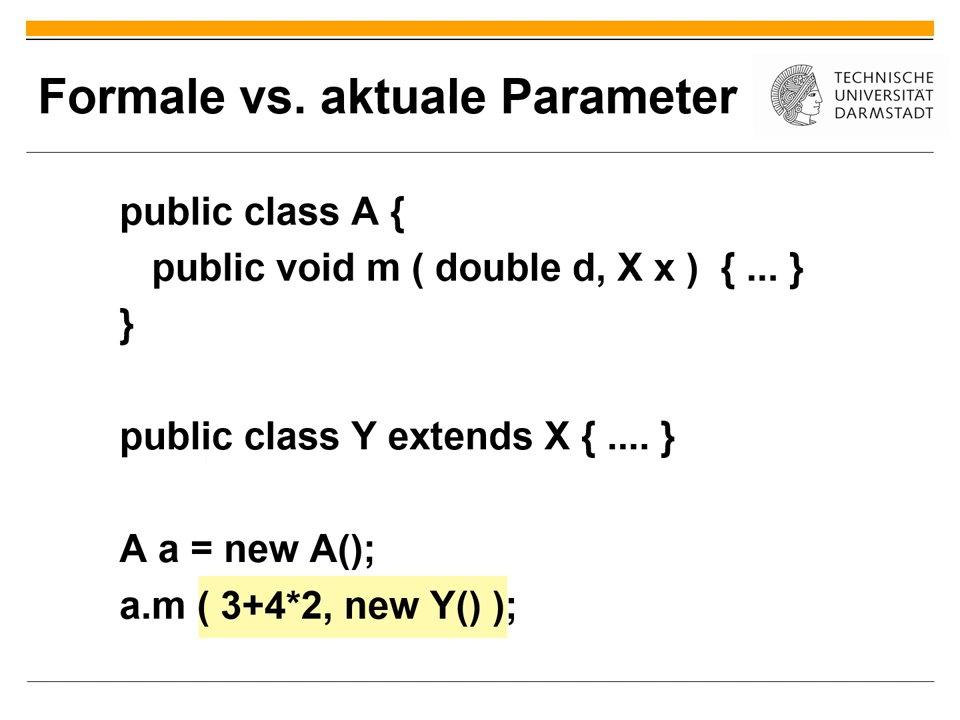 Formale vs. aktuale Parameter
TECHNISCHE
UNIVERSITÄT
DARMSTADT
public class A {
public void m ( double d, X x ) { ... }
}
public class Y extends X { .... }
A a = new A();
a.m ( 3+4*2, new Y() );